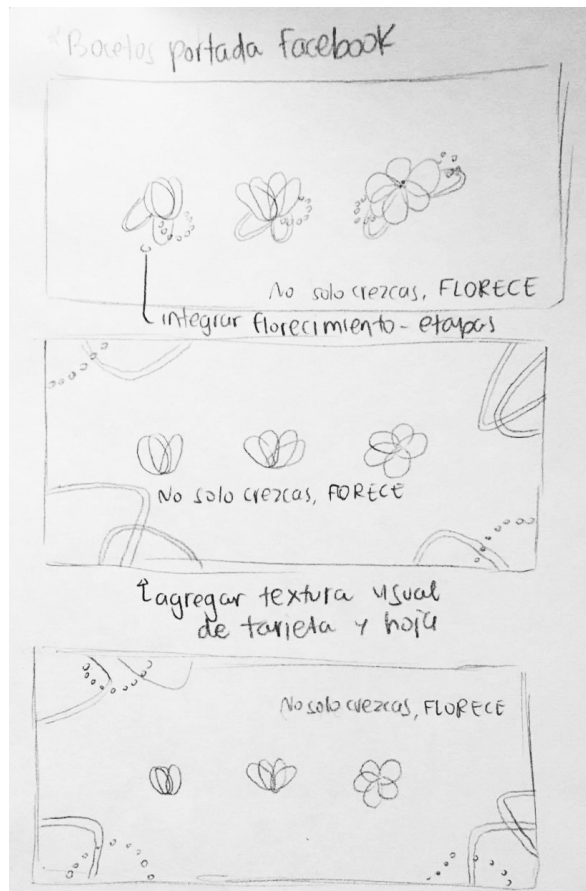 *Bocetos portada Facebook
No solo crezcas, FLORECE
integrar florecimiento - etapas
No solo crezcas, FORECE
agregar textura visual
de tarjeta y hoja
No solo crezcas, FLORECE